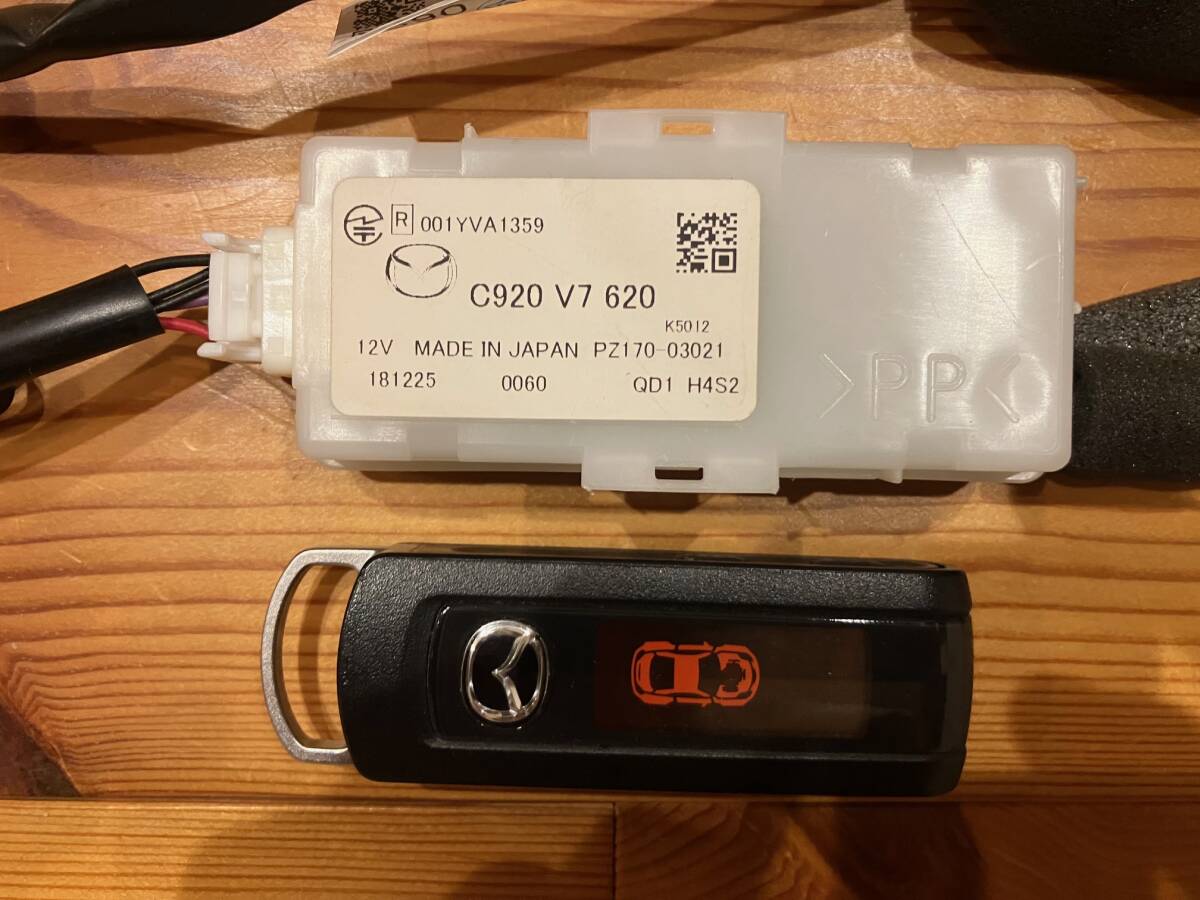 R 001YVA1359
C920 V7 620
K5012
12V MADE IN JAPAN PZ170-03021
181225 0060 QD1 H4S2
>PP<